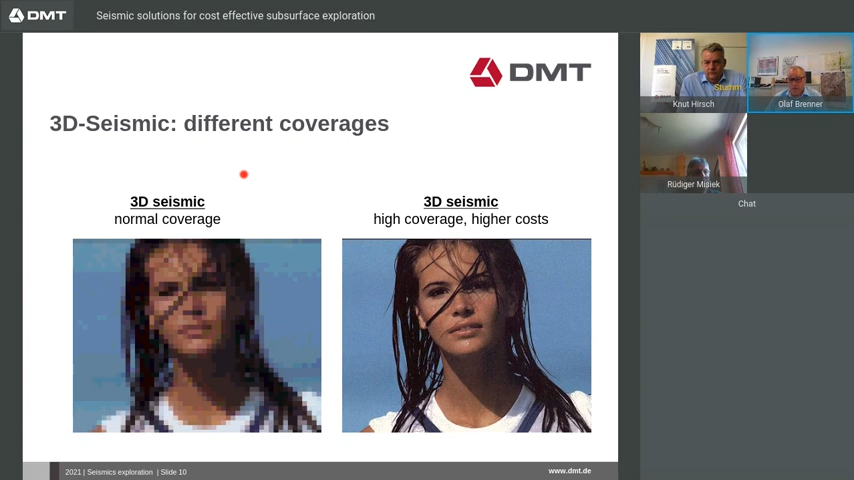 DMT
Seismic solutions for cost effective subsurface exploration
DMT
3D-Seismic: different coverages
3D seismic
normal coverage
3D seismic
high coverage, higher costs
2021 | Seismics exploration | Slide 10
www.dmt.de
Stumm
Knut Hirsch
Olaf Brenner
Rüdiger Misiek
Chat